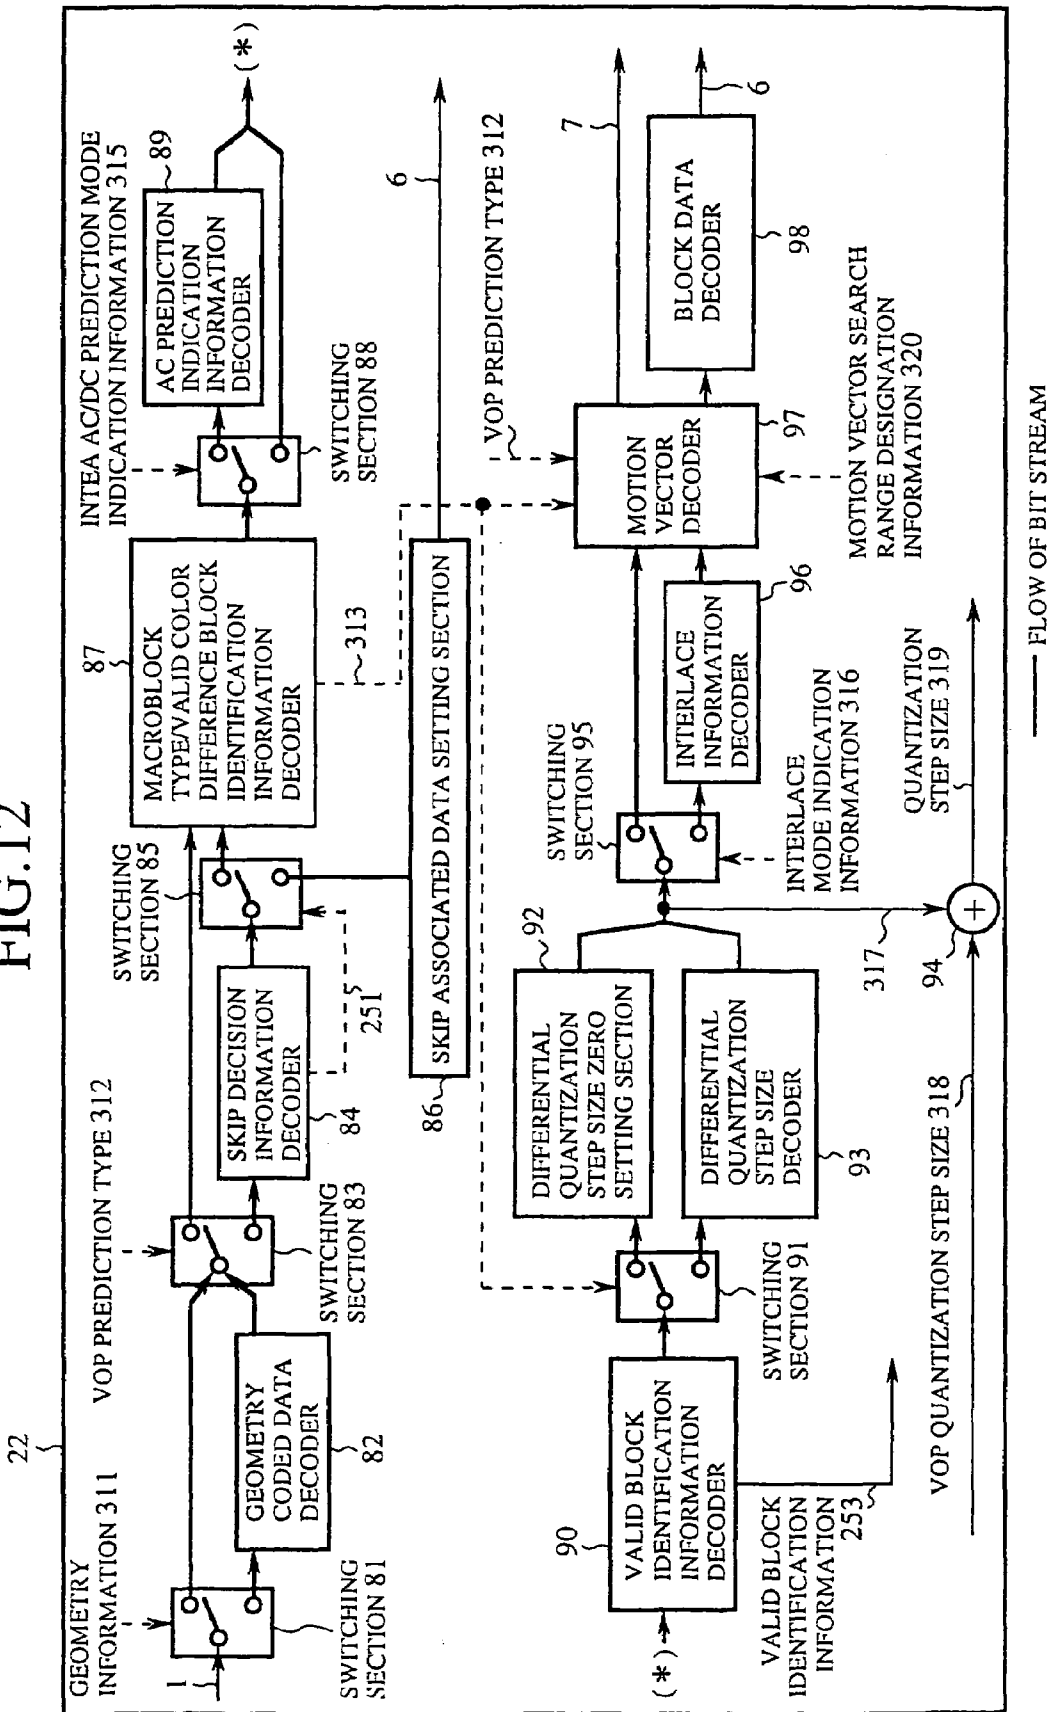 FIG.12
22
GEOMETRY
INFORMATION 311
1
SWITCHING
SECTION 81
GEOMETRY
CODED DATA
DECODER
82
VOP PREDICTION TYPE 312
SWITCHING
SECTION 83
SKIP DECISION
INFORMATION
DECODER
84
251
SWITCHING
SECTION 85
86
SKIP ASSOCIATED DATA SETTING SECTION
6
87
MACROBLOCK
TYPE/VALID COLOR
DIFFERENCE BLOCK
IDENTIFICATION
INFORMATION
DECODER
313
INTEA AC/DC PREDICTION MODE
INDICATION INFORMATION 315
SWITCHING
SECTION 88
AC PREDICTION
INDICATION
INFORMATION
DECODER
89
(*)
(*)
90
VALID BLOCK
IDENTIFICATION
INFORMATION
DECODER
VALID BLOCK
IDENTIFICATION
INFORMATION
253
SWITCHING
SECTION 91
DIFFERENTIAL
QUANTIZATION
STEP SIZE ZERO
SETTING SECTION
92
DIFFERENTIAL
QUANTIZATION
STEP SIZE
DECODER
93
VOP QUANTIZATION STEP SIZE 318
317
94
+
QUANTIZATION
STEP SIZE 319
SWITCHING
SECTION 95
INTERLACE
MODE INDICATION
INFORMATION 316
INTERLACE
INFORMATION
DECODER
96
VOP PREDICTION TYPE 312
MOTION
VECTOR
DECODER
97
MOTION VECTOR SEARCH
RANGE DESIGNATION
INFORMATION 320
7
BLOCK DATA
DECODER
98
6
FLOW OF BIT STREAM